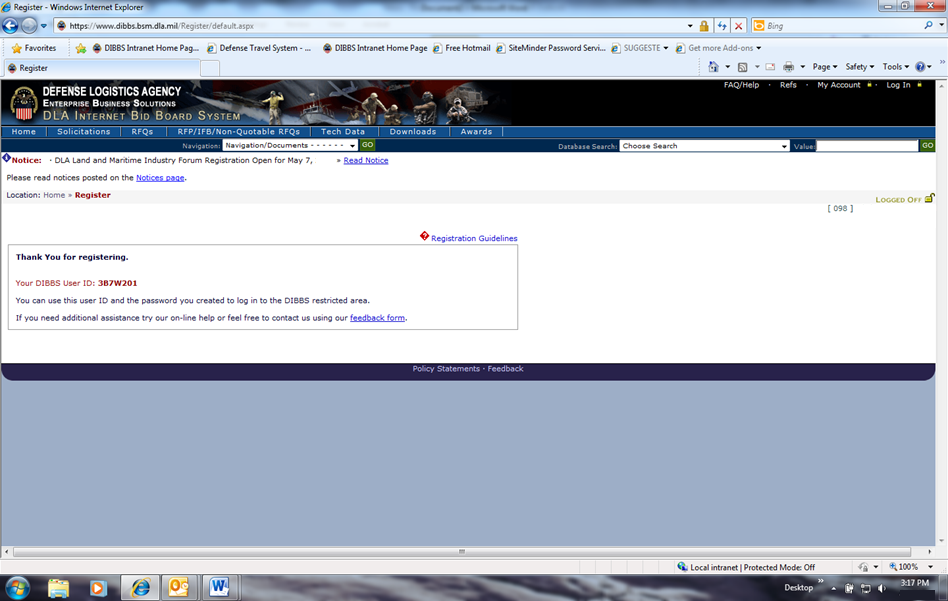 Register - Windows Internet Explorer
https://www.dibbs.bsm.dla.mil/Register/default.aspx
Bing
Favorites
DIBBS Intranet Home Pag...
Defense Travel System - ...
DIBBS Intranet Home Page
Free Hotmail
SiteMinder Password Servi...
SUGGESTE
Get more Add-ons
Register
Page
Safety
Tools
DEFENSE LOGISTICS AGENCY
ENTERPRISE BUSINESS SOLUTIONS
DLA INTERNET BID BOARD SYSTEM
FAQ/Help · Refs · My Account · Log In
Home | Solicitations | RFQs | RFP/IFB/Non-Quotable RFQs | Tech Data | Downloads | Awards
Navigation: Navigation/Documents - - - - - - GO
Database Search: Choose Search Value: GO
Notice: · DLA Land and Maritime Industry Forum Registration Open for May 7, » Read Notice
Please read notices posted on the Notices page.
Location: Home » Register
LOGGED OFF
[ 098 ]
Registration Guidelines
Thank You for registering.
Your DIBBS User ID: 3B7W201
You can use this user ID and the password you created to log in to the DIBBS restricted area.
If you need additional assistance try our on-line help or feel free to contact us using our feedback form.
Policy Statements · Feedback
Local intranet | Protected Mode: Off
100%
Desktop
3:17 PM